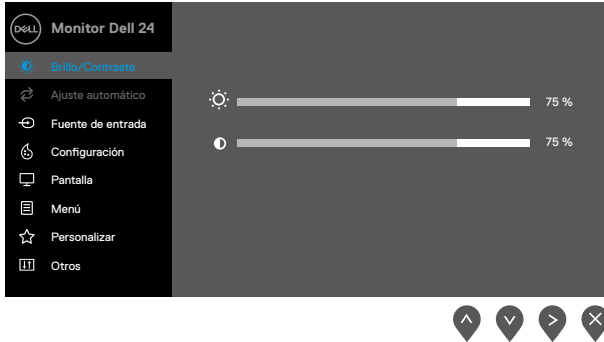 DELL Monitor Dell 24
Brillo/Contraste
Ajuste automático
Fuente de entrada
Configuración
Pantalla
Menú
Personalizar
Otros
75 %
75 %